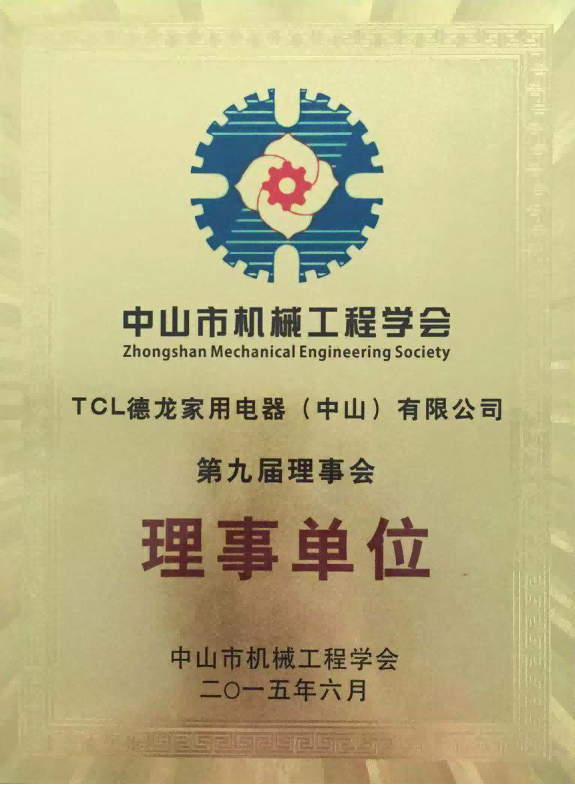 中山市机械工程学会
Zhongshan Mechanical Engineering Society
TCL德龙家用电器（中山）有限公司
第九届理事会
理事单位
中山市机械工程学会
二〇一五年六月